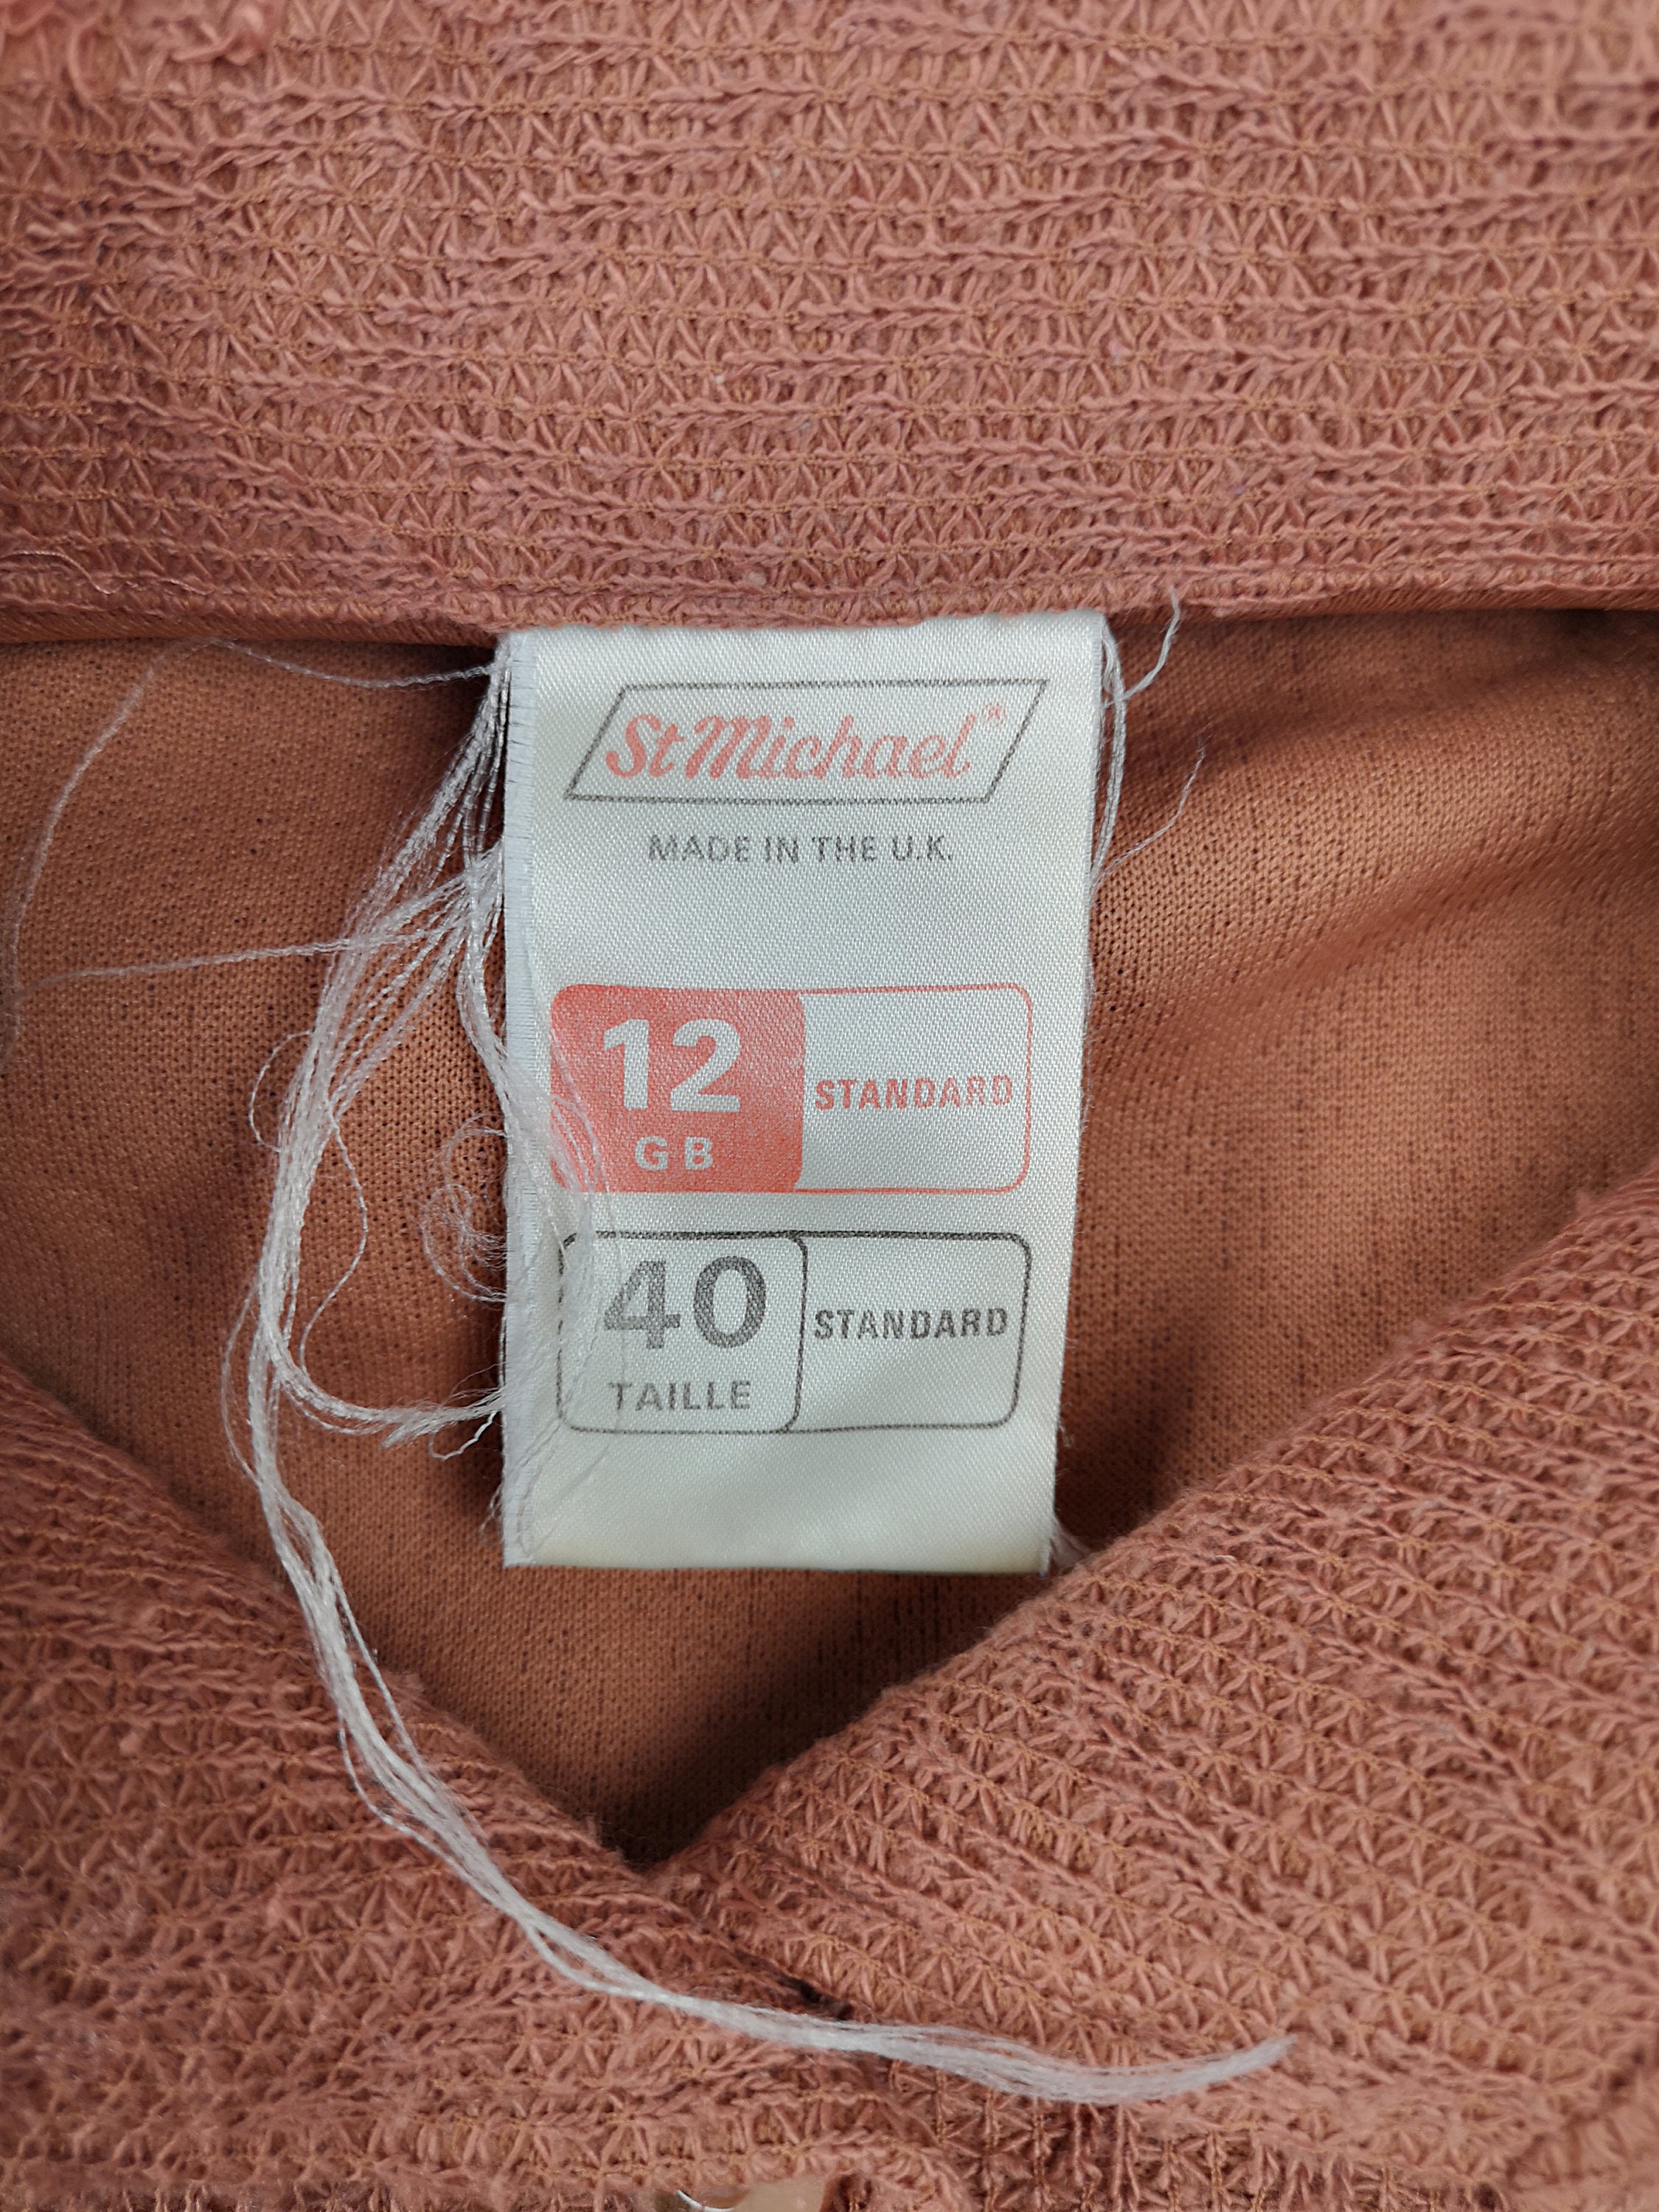 St Michael®
MADE IN THE U.K.
12
GB
STANDARD
40
TAILLE
STANDARD